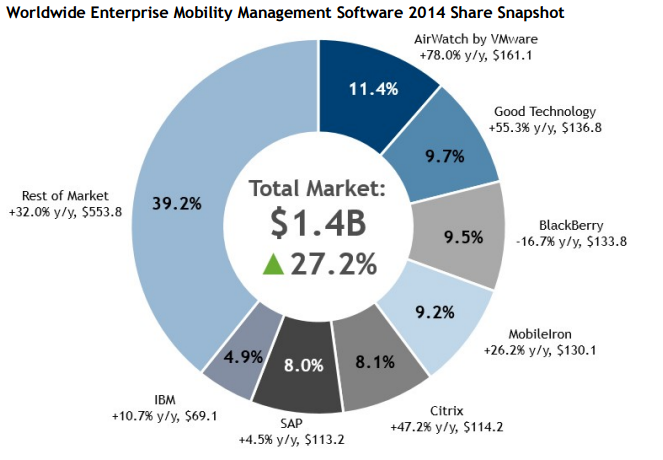 Worldwide Enterprise Mobility Management Software 2014 Share Snapshot
AirWatch by VMware
+78.0% y/y, $161.1
11.4%
Good Technology
+55.3% y/y, $136.8
9.7%
BlackBerry
-16.7% y/y, $133.8
9.5%
MobileIron
+26.2% y/y, $130.1
9.2%
Citrix
+47.2% y/y, $114.2
8.1%
SAP
+4.5% y/y, $113.2
8.0%
IBM
+10.7% y/y, $69.1
4.9%
Rest of Market
+32.0% y/y, $553.8
39.2%
Total Market:
$1.4B
▲ 27.2%